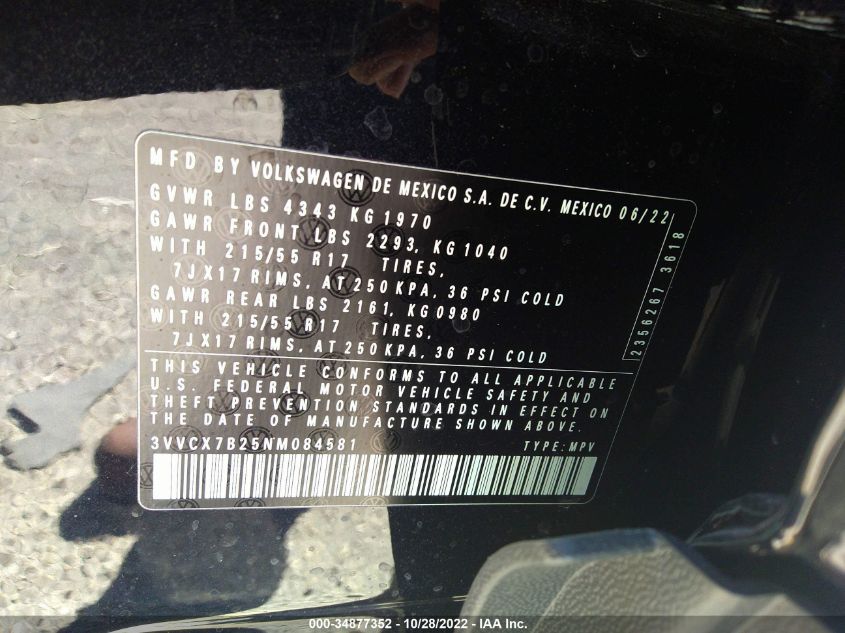 MFD BY VOLKSWAGEN DE MEXICO S.A. DE C.V. MEXICO 06/22
GVWR LBS 4343 KG 1970
GAWR FRONT LBS 2293, KG 1040
WITH 215/55 R17 TIRES,
7JX17 RIMS, AT 250 KPA, 36 PSI COLD
GAWR REAR LBS 2161, KG0980
WITH 215/55 R17 TIRES,
7JX17 RIMS, AT 250 KPA, 36 PSI COLD
2356267 3618
THIS VEHICLE CONFORMS TO ALL APPLICABLE
U.S. FEDERAL MOTOR VEHICLE SAFETY AND
THEFT PREVENTION STANDARDS IN EFFECT ON
THE DATE OF MANUFACTURE SHOWN ABOVE.
3VVCX7B25NM084581 TYPE: MPV
000-34877352 - 10/28/2022 - IAA Inc.